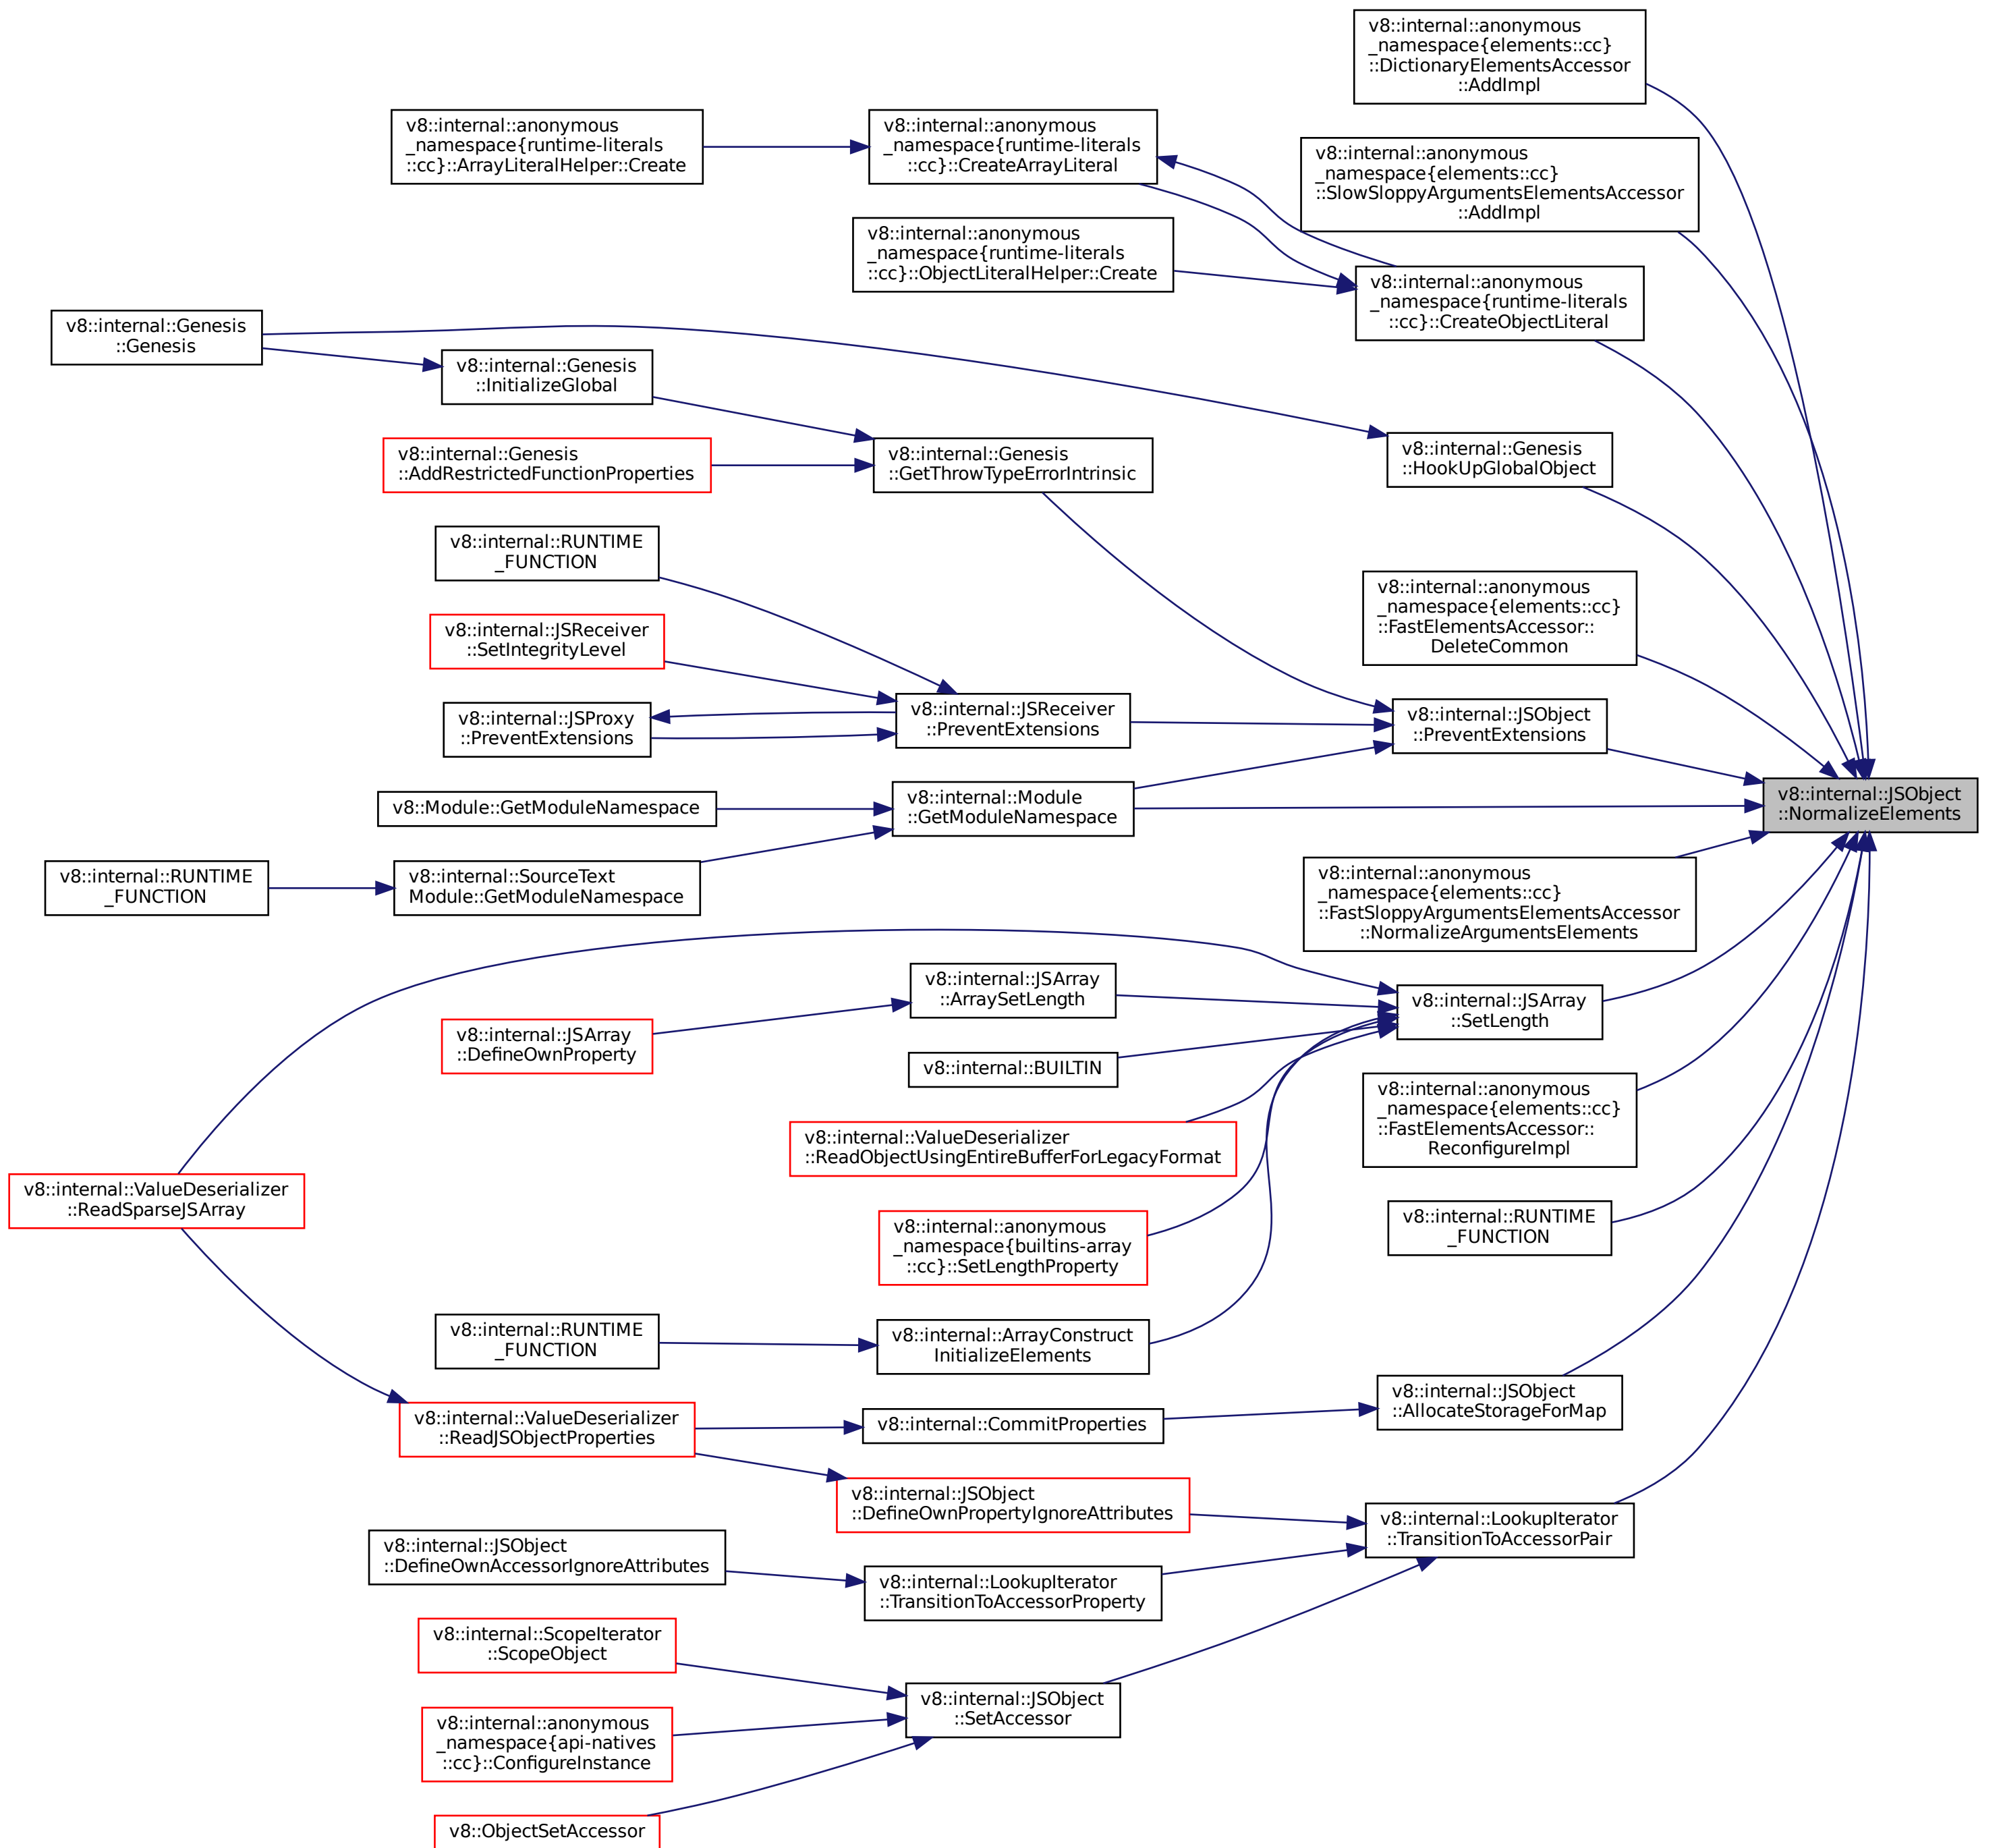 v8::internal::anonymous
_namespace{elements::cc}
::DictionaryElementsAccessor
::AddImpl
v8::internal::anonymous
_namespace{runtime-literals
::cc}::ArrayLiteralHelper::Create
v8::internal::anonymous
_namespace{runtime-literals
::cc}::CreateArrayLiteral
v8::internal::anonymous
_namespace{elements::cc}
::SlowSloppyArgumentsElementsAccessor
::AddImpl
v8::internal::anonymous
_namespace{runtime-literals
::cc}::ObjectLiteralHelper::Create
v8::internal::anonymous
_namespace{runtime-literals
::cc}::CreateObjectLiteral
v8::internal::Genesis
::Genesis
v8::internal::Genesis
::InitializeGlobal
v8::internal::Genesis
::AddRestrictedFunctionProperties
v8::internal::Genesis
::GetThrowTypeErrorIntrinsic
v8::internal::Genesis
::HookUpGlobalObject
v8::internal::RUNTIME
_FUNCTION
v8::internal::anonymous
_namespace{elements::cc}
::FastElementsAccessor::
DeleteCommon
v8::internal::JSReceiver
::SetIntegrityLevel
v8::internal::JSProxy
::PreventExtensions
v8::internal::JSReceiver
::PreventExtensions
v8::internal::JSObject
::PreventExtensions
v8::internal::JSObject
::NormalizeElements
v8::Module::GetModuleNamespace
v8::internal::Module
::GetModuleNamespace
v8::internal::RUNTIME
_FUNCTION
v8::internal::SourceText
Module::GetModuleNamespace
v8::internal::anonymous
_namespace{elements::cc}
::FastSloppyArgumentsElementsAccessor
::NormalizeArgumentsElements
v8::internal::JSArray
::ArraySetLength
v8::internal::JSArray
::SetLength
v8::internal::JSArray
::DefineOwnProperty
v8::internal::BUILTIN
v8::internal::anonymous
_namespace{elements::cc}
::FastElementsAccessor::
ReconfigureImpl
v8::internal::ValueDeserializer
::ReadObjectUsingEntireBufferForLegacyFormat
v8::internal::ValueDeserializer
::ReadSparseJSArray
v8::internal::RUNTIME
_FUNCTION
v8::internal::anonymous
_namespace{builtins-array
::cc}::SetLengthProperty
v8::internal::RUNTIME
_FUNCTION
v8::internal::ArrayConstruct
InitializeElements
v8::internal::JSObject
::AllocateStorageForMap
v8::internal::ValueDeserializer
::ReadJSObjectProperties
v8::internal::CommitProperties
v8::internal::JSObject
::DefineOwnPropertyIgnoreAttributes
v8::internal::LookupIterator
::TransitionToAccessorPair
v8::internal::JSObject
::DefineOwnAccessorIgnoreAttributes
v8::internal::LookupIterator
::TransitionToAccessorProperty
v8::internal::ScopeIterator
::ScopeObject
v8::internal::JSObject
::SetAccessor
v8::internal::anonymous
_namespace{api-natives
::cc}::ConfigureInstance
v8::ObjectSetAccessor